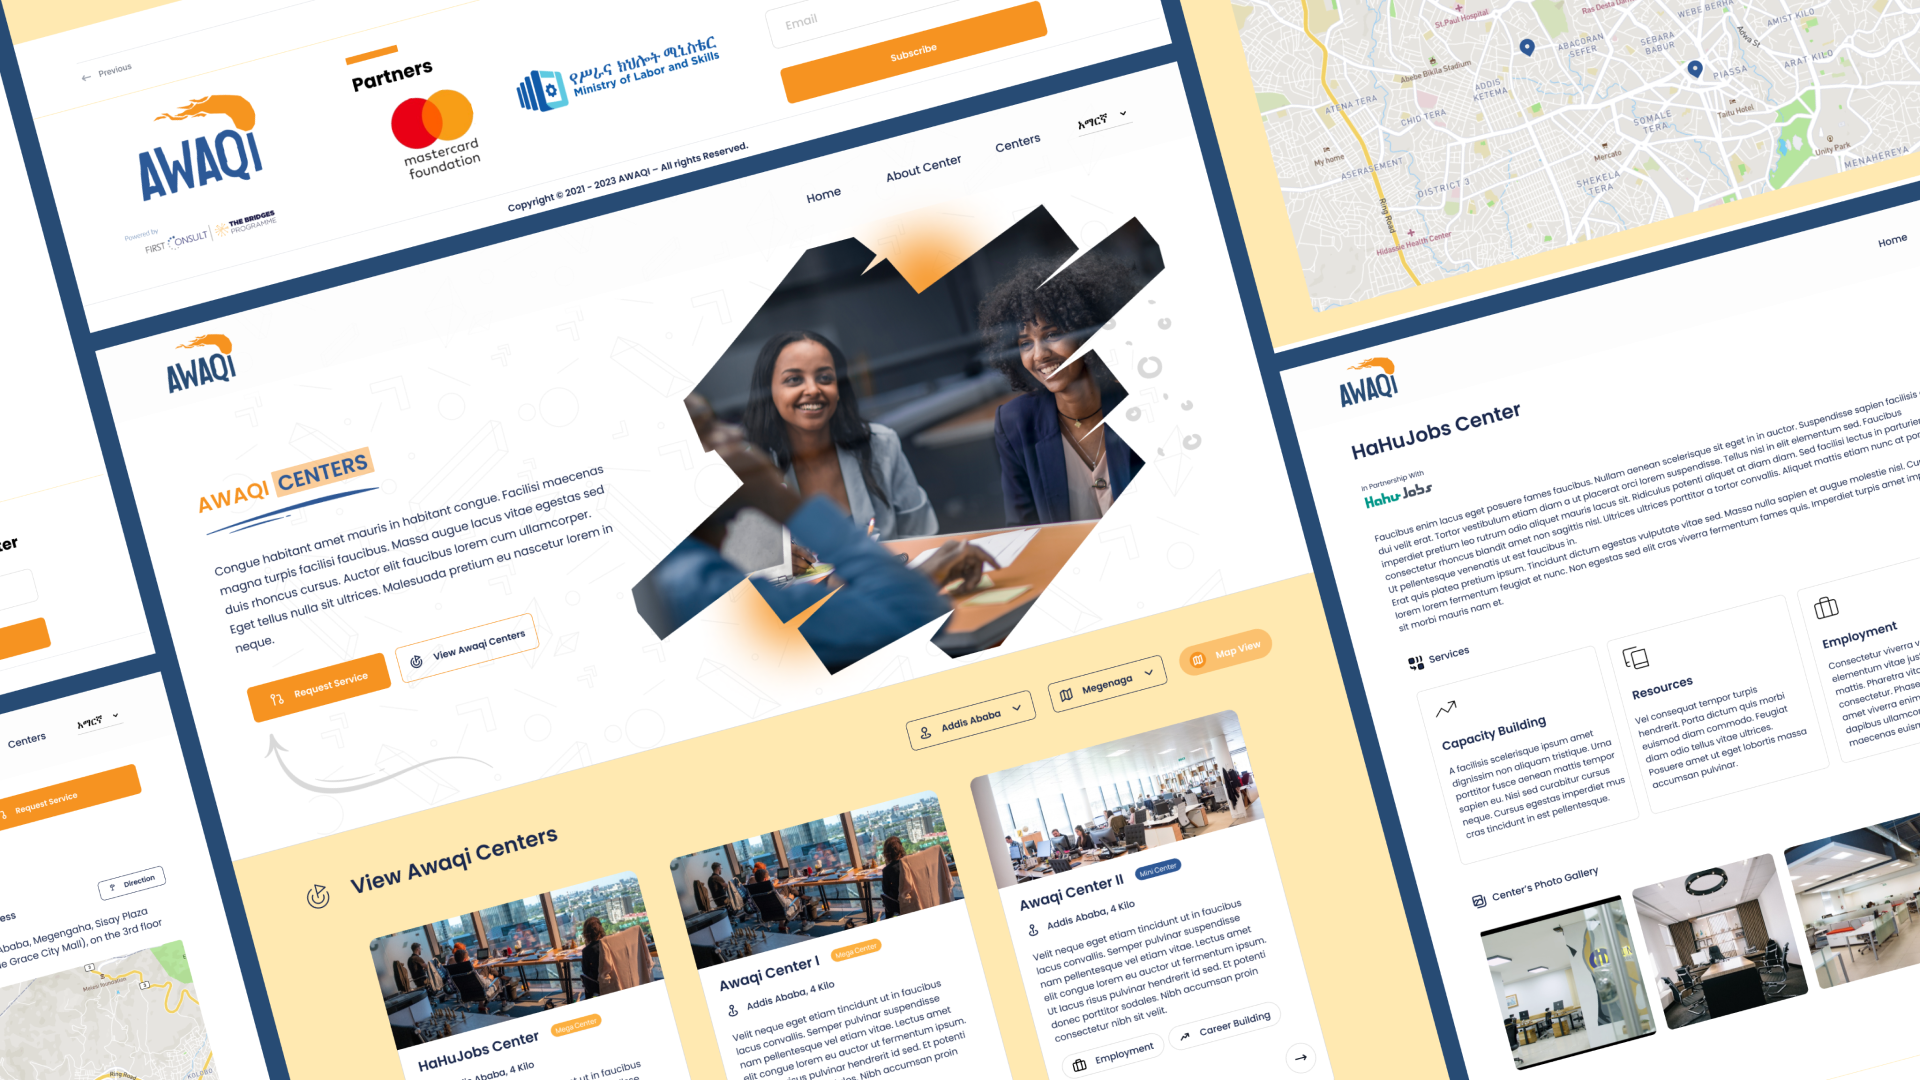 Previous
AWAQI
Powered by
FIRST CONSULT
THE BRIDGES
PROGRAMME
Partners
mastercard
foundation
የሥራና ክህሎት ሚኒስቴር
Ministry of Labor and Skills
Email
Subscribe
Copyright © 2021 - 2023 AWAQI – All rights Reserved.
AWAQI
Home
About Center
Centers
አማርኛ
AWAQI CENTERS
Congue habitant amet mauris in habitant congue. Facilisi maecenas
magna turpis facilisi faucibus. Massa augue lacus vitae egestas sed
duis rhoncus cursus. Auctor elit faucibus lorem cum ullamcorper.
Eget tellus nulla sit ultrices. Malesuada pretium eu nascetur lorem in
neque.
Request Service
View Awaqi Centers
View Awaqi Centers
Addis Ababa
Megenaga
Map View
HaHuJobs Center
Mega Center
Ababa, 4 Kilo
ut in faucibus
Awaqi Center I
Mega Center
Addis Ababa, 4 Kilo
Velit neque eget etiam tincidunt ut in faucibus
lacus convallis. Semper pulvinar suspendisse
nam pellentesque vel etiam vitae. Lectus amet
elit congue lorem eu auctor ut fermentum ipsum.
risus pulvinar hendrerit id sed. Et potenti
Nibh accumsan proin
Awaqi Center II
Mini Center
Addis Ababa, 4 Kilo
Velit neque eget etiam tincidunt ut in faucibus
lacus convallis. Semper pulvinar suspendisse
nam pellentesque vel etiam vitae. Lectus amet
elit congue lorem eu auctor ut fermentum ipsum.
Ut lacus risus pulvinar hendrerit id sed. Et potenti
donec porttitor sodales. Nibh accumsan proin
consectetur nibh sit velit.
Employment
Career Building
ter
Centers
አማርኛ
Request Service
Direction
ess
Ababa, Megengaha, Sisay Plaza
e Grace City Mall), on the 3rd floor
Ring Road
St.Paul Hospital
Ras Desta
WEBE BERHA
AMIST KILO
Adwa St.
ABACORAN
SEFER
SEBARA
BABUR
ARAT KILO
Abebe Bikila Stadium
PIASSA
ADDIS
KETEMA
ATENA TERA
CHID TERA
Taitu Hotel
SOMALE
TERA
My home
Mercato
Unity Park
ASERASEMENT
DISTRICT 3
SHEKELA
TERA
MENAHEREYA
Ring Road
Hidassie Health Center
Home
AWAQI
HaHuJobs Center
In Partnership With
Hahu Jobs
Faucibus enim lacus eget posuere fames faucibus. Nullam aenean scelerisque sit eget in in auctor. Suspendisse sapien facilisis
dui velit erat. Tortor vestibulum etiam diam a ut placerat orci lorem suspendisse. Tellus nisl in elit elementum sed. Faucibus
imperdiet pretium leo rutrum odio aliquet mauris lacus sit. Ridiculus potenti aliquet at diam diam. Sed facilisi lectus in parturient
consectetur rhoncus blandit amet non sagittis nisl. Ultrices ultrices porttitor a tortor convallis. Aliquet mattis etiam nunc at
Ut pellentesque venenatis ut est faucibus in.
Erat quis platea pretium ipsum. Tincidunt dictum egestas vulputate vitae sed. Massa nulla sapien et augue molestie nisl.
lorem lorem fermentum feugiat et nunc. Non egestas sed elit cras viverra fermentum fames quis. Imperdiet turpis amet
sit morbi mauris nam et.
Services
Capacity Building
A facilisis scelerisque ipsum amet
dignissim non aliquam tristique. Urna
porttitor fusce aenean mattis tempor
sapien eu. Nisi sed curabitur cursus
neque. Cursus egestas imperdiet mus
cras tincidunt in est pellentesque.
Resources
Vel consequat tempor turpis
hendrerit. Porta dictum quis morbi
euismod diam commodo. Feugiat
diam odio tellus vitae ultrices.
Posuere amet ut eget lobortis massa
accumsan pulvinar.
Employment
Consectetur viverra
elementum vitae
mattis. Pharetra
consectetur.
amet viverra enim
dapibus
maecenas
Center's Photo Gallery